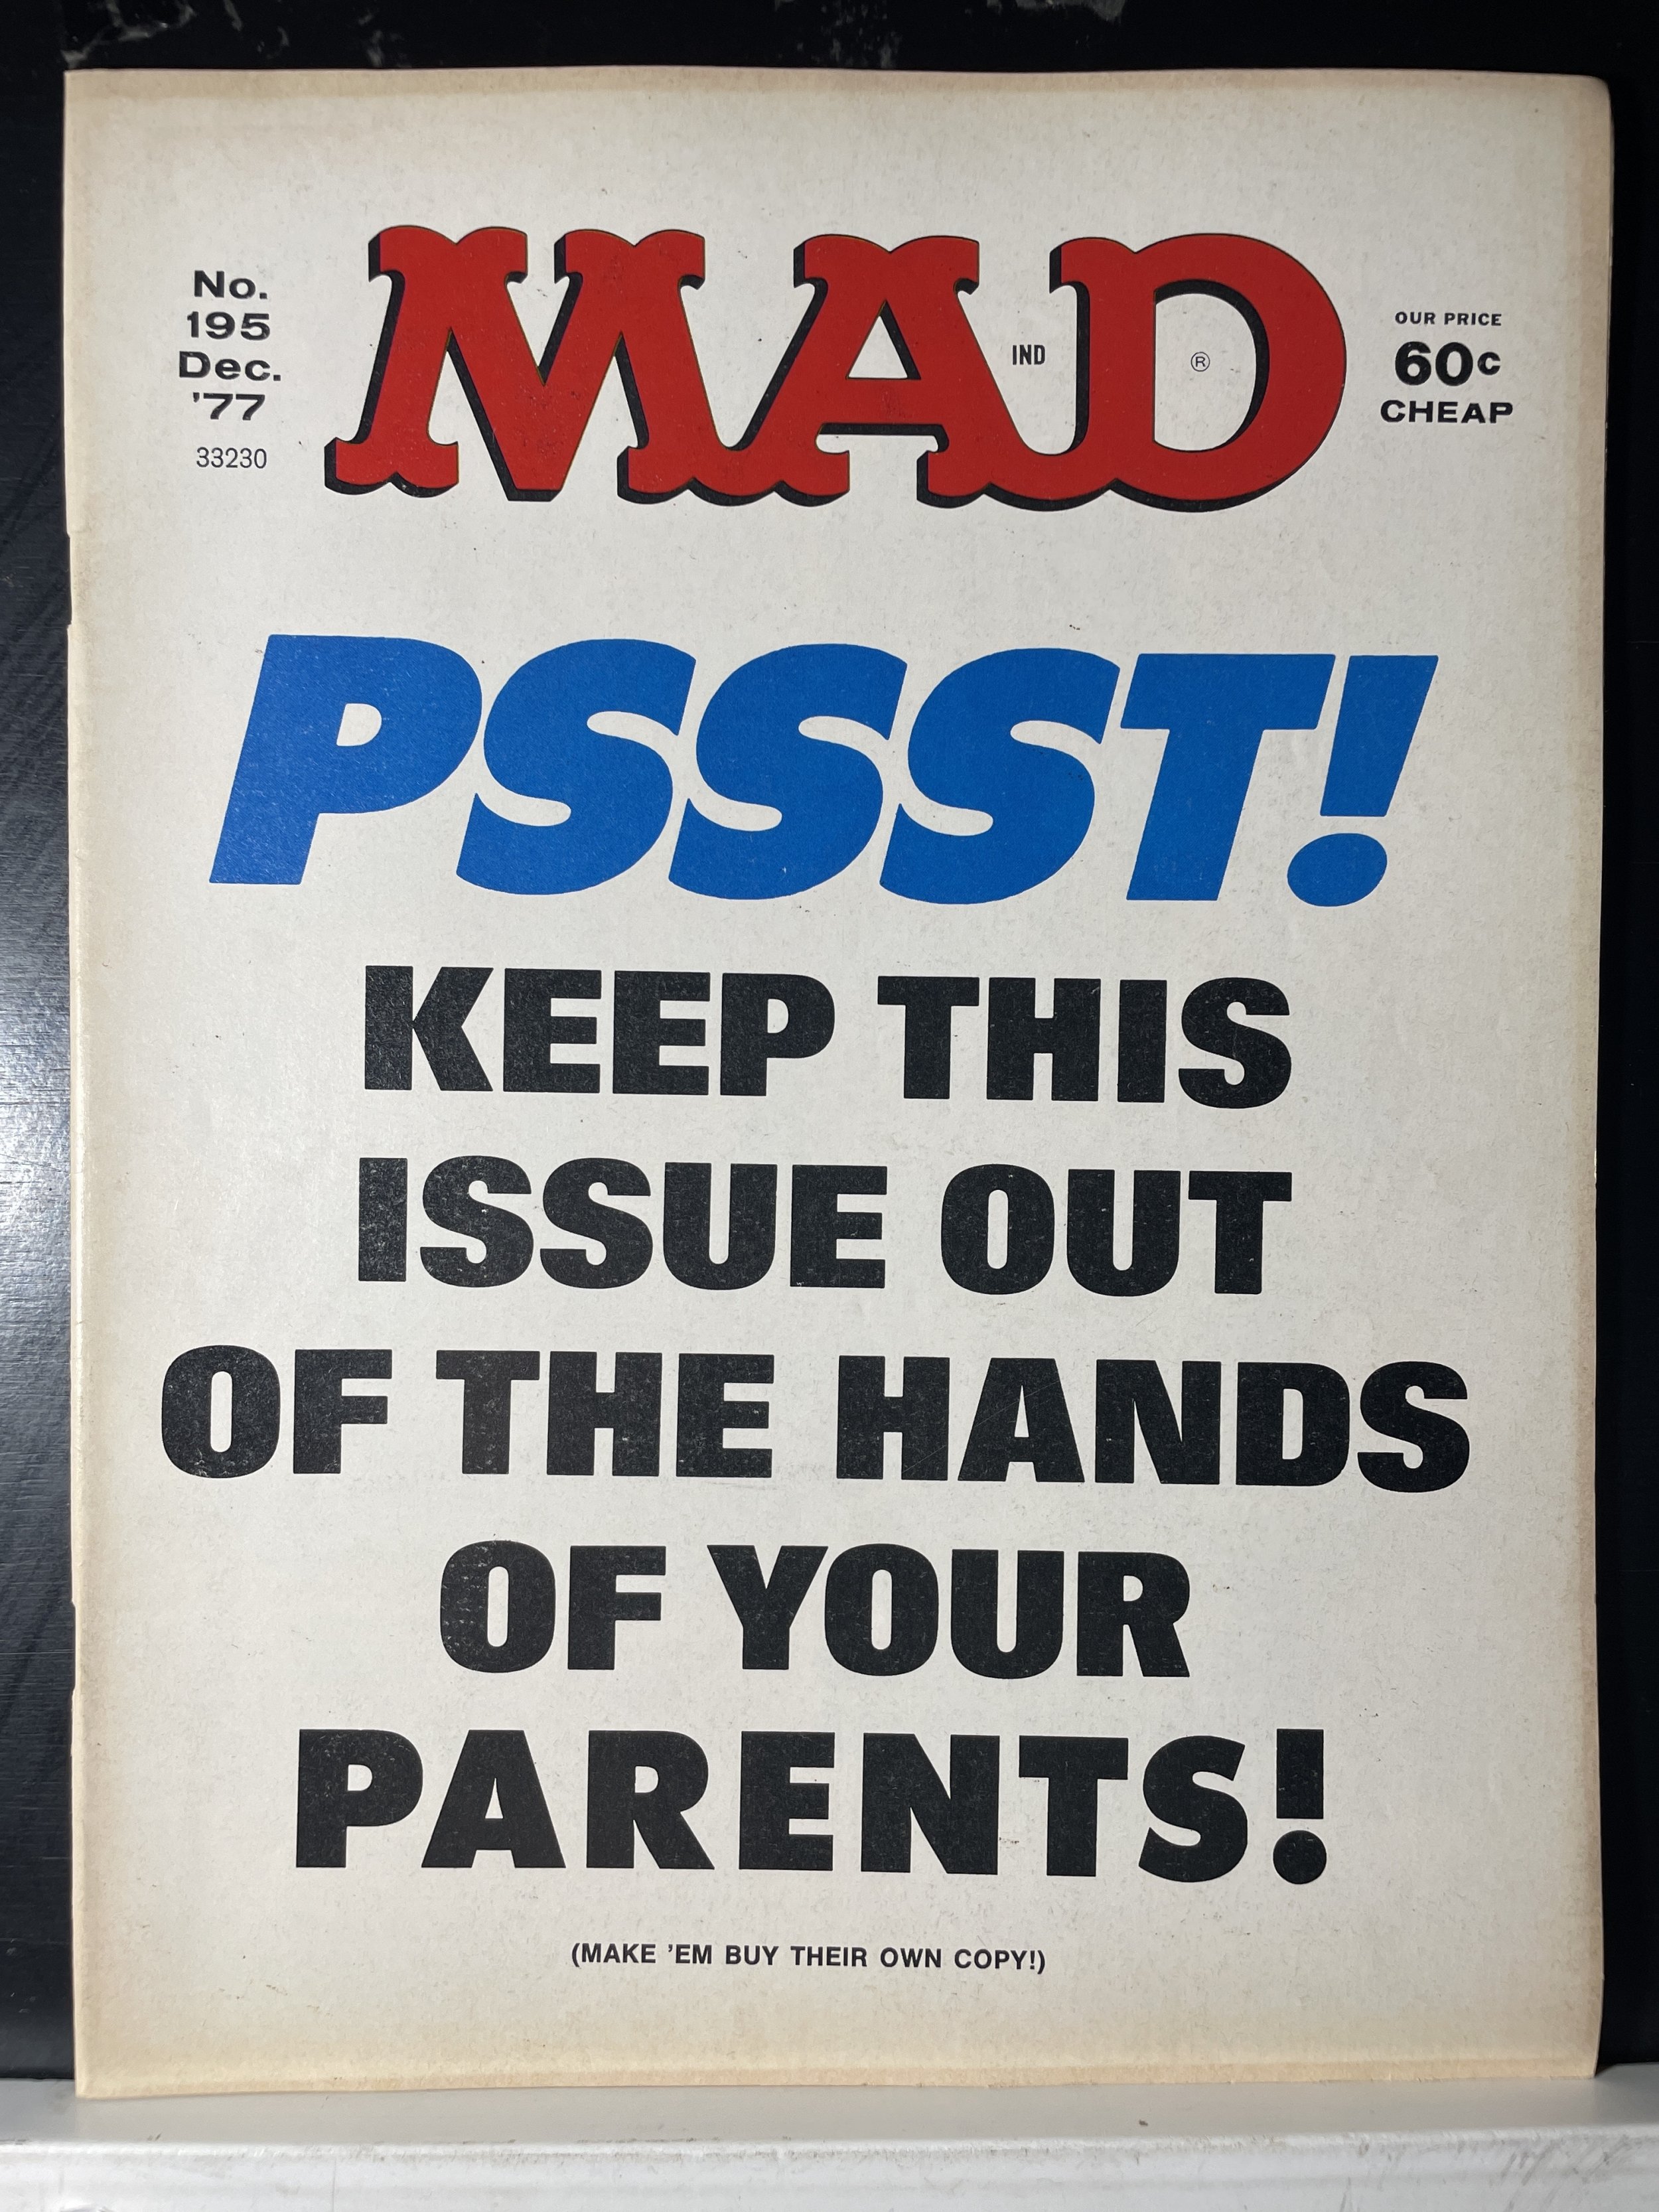 No.
195
Dec.
'77
33230
MAD
IND
®
OUR PRICE
60c
CHEAP
PSSST!
KEEP THIS
ISSUE OUT
OF THE HANDS
OF YOUR
PARENTS!
(MAKE 'EM BUY THEIR OWN COPY!)